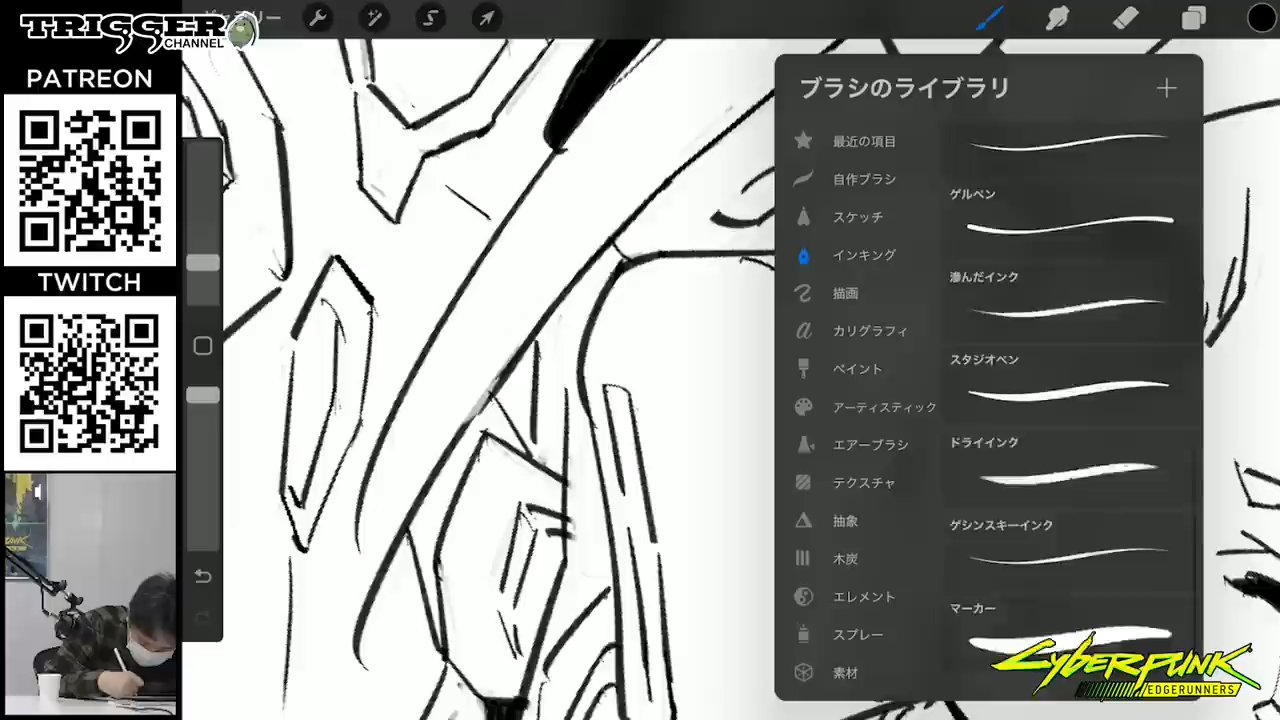 TRIGGER
CHANNEL
PATREON
TWITCH
ブラシのライブラリ
最近の項目
自作ブラシ
スケッチ
インキング
描画
カリグラフィ
ペイント
アーティスティック
エアーブラシ
テクスチャ
抽象
木炭
エレメント
スプレー
素材
ゲルペン
滲んだインク
スタジオペン
ドライインク
ゲシンスキーインク
マーカー
Cyberpunk
EDGERUNNERS